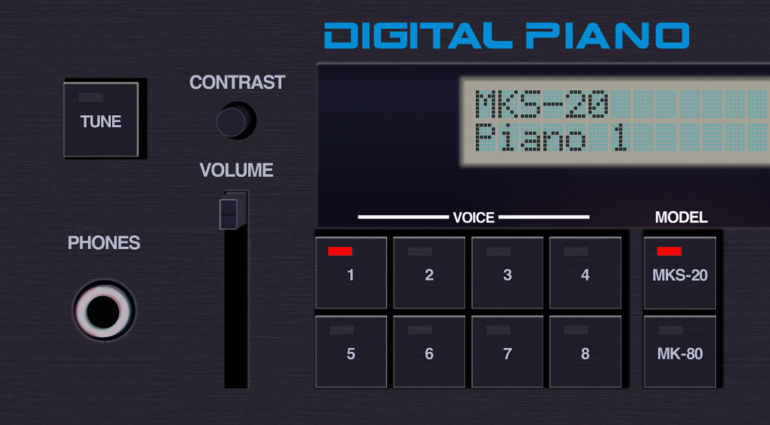 DIGITAL PIANO
CONTRAST
TUNE
MKS-20
Piano 1
VOLUME
VOICE
MODEL
PHONES
1
2
3
4
MKS-20
5
6
7
8
MK-80